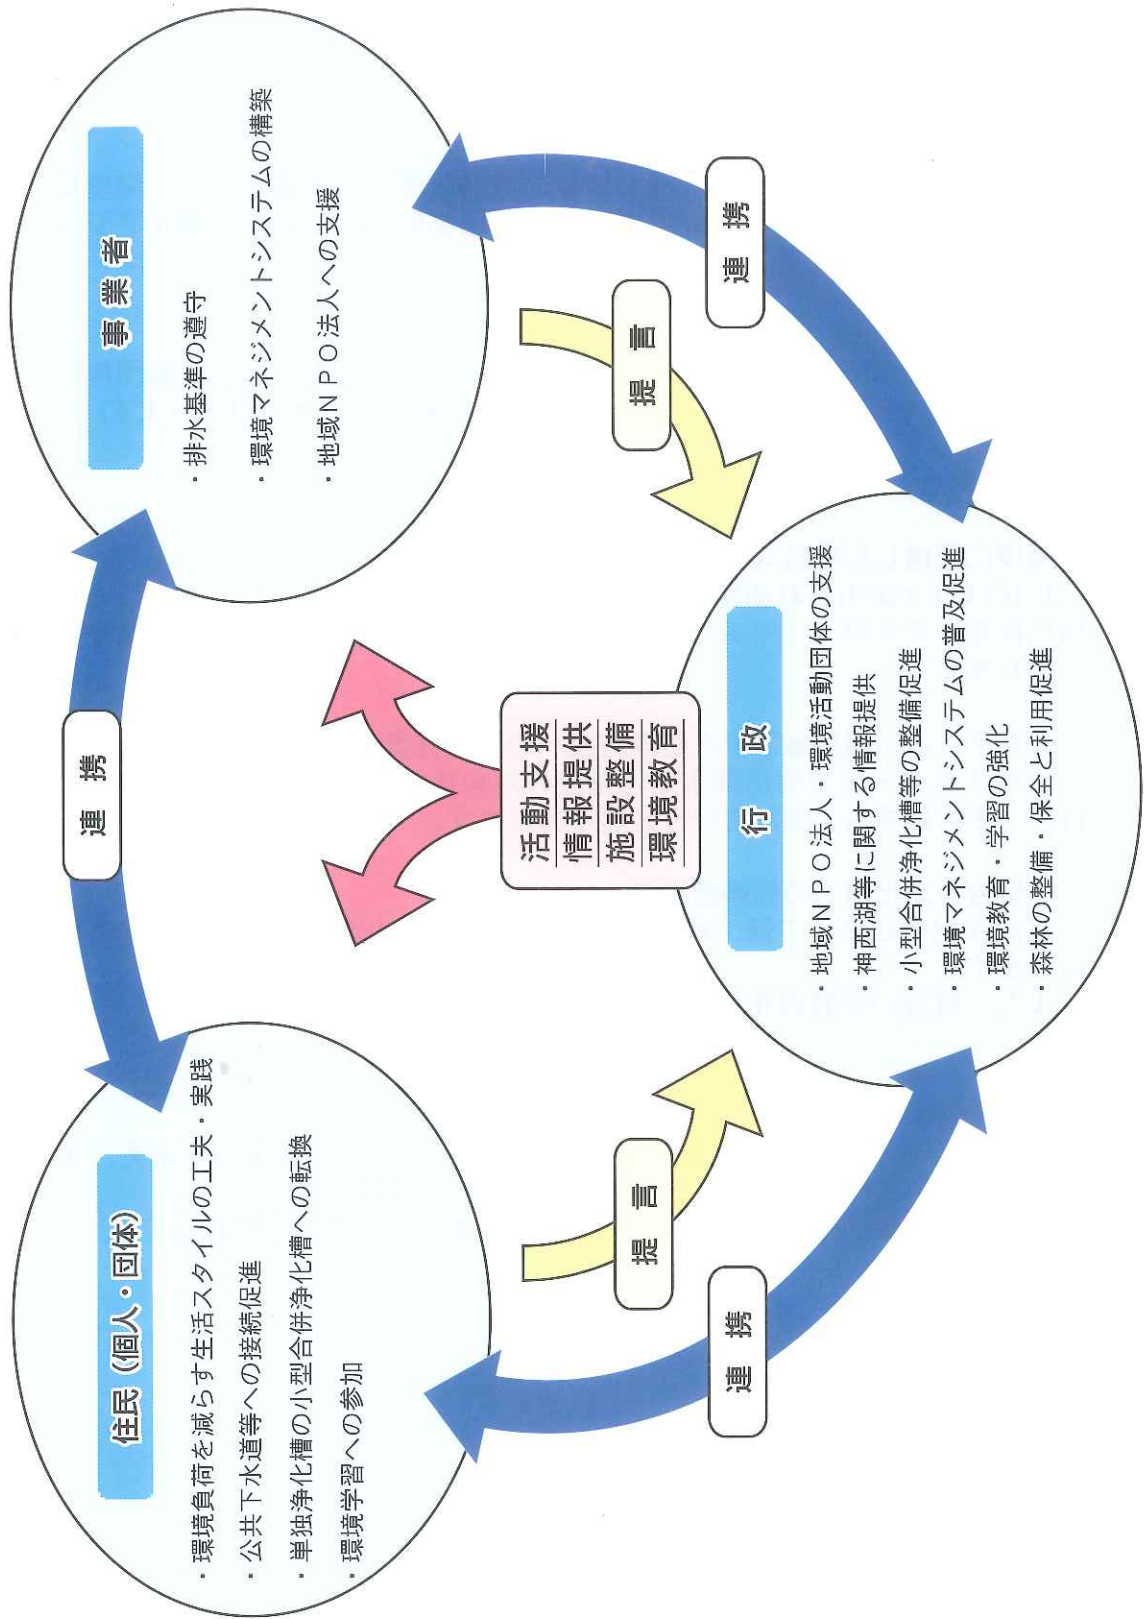 連携
住民（個人・団体）
・環境負荷を減らす生活スタイルの工夫・実践
・公共下水道等への接続促進
・単独浄化槽の小型合併浄化槽への転換
・環境学習への参加
事業者
・排水基準の遵守
・環境マネジメントシステムの構築
・地域ＮＰＯ法人への支援
活動支援
情報提供
施設整備
環境教育
提言
提言
連携
連携
行政
・地域ＮＰＯ法人・環境活動団体の支援
・神西湖等に関する情報提供
・小型合併浄化槽等の整備促進
・環境マネジメントシステムの普及促進
・環境教育・学習の強化
・森林の整備・保全と利用促進